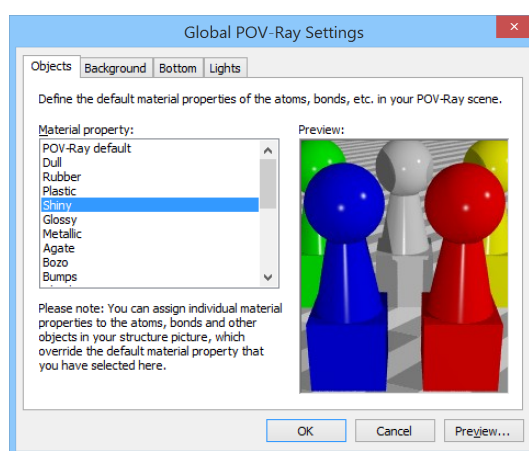 Global POV-Ray Settings
Objects Background Bottom Lights
Define the default material properties of the atoms, bonds, etc. in your POV-Ray scene.
Material property:
Preview:
POV-Ray default
Dull
Rubber
Plastic
Shiny
Glossy
Metallic
Agate
Bozo
Bumps
Please note: You can assign individual material
properties to the atoms, bonds and other
objects in your structure picture, which
override the default material property that
you have selected here.
OK Cancel Preview...